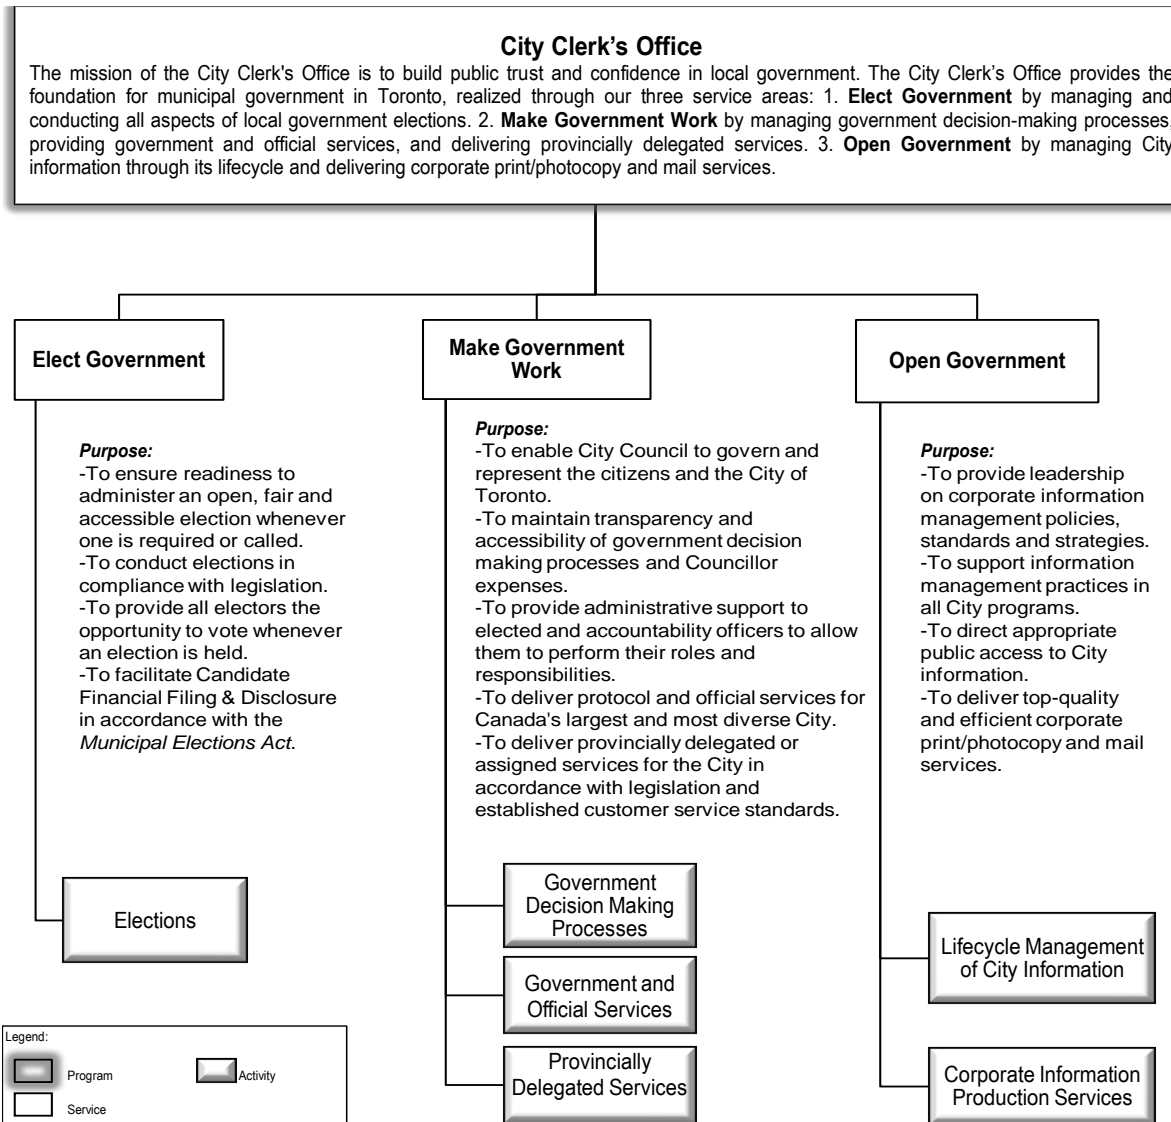 City Clerk’s Office
The mission of the City Clerk's Office is to build public trust and confidence in local government. The City Clerk’s Office provides the
foundation for municipal government in Toronto, realized through our three service areas: 1. Elect Government by managing and
conducting all aspects of local government elections. 2. Make Government Work by managing government decision-making processes,
providing government and official services, and delivering provincially delegated services. 3. Open Government by managing City
information through its lifecycle and delivering corporate print/photocopy and mail services.
Elect Government
Purpose:
-To ensure readiness to
administer an open, fair and
accessible election whenever
one is required or called.
-To conduct elections in
compliance with legislation.
-To provide all electors the
opportunity to vote whenever
an election is held.
-To facilitate Candidate
Financial Filing & Disclosure
in accordance with the
Municipal Elections Act.
Elections
Make Government
Work
Purpose:
-To enable City Council to govern and
represent the citizens and the City of
Toronto.
-To maintain transparency and
accessibility of government decision
making processes and Councillor
expenses.
-To provide administrative support to
elected and accountability officers to allow
them to perform their roles and
responsibilities.
-To deliver protocol and official services for
Canada's largest and most diverse City.
-To deliver provincially delegated or
assigned services for the City in
accordance with legislation and
established customer service standards.
Government
Decision Making
Processes
Government and
Official Services
Provincially
Delegated Services
Open Government
Purpose:
-To provide leadership
on corporate information
management policies,
standards and strategies.
-To support information
management practices in
all City programs.
-To direct appropriate
public access to City
information.
-To deliver top-quality
and efficient corporate
print/photocopy and mail
services.
Lifecycle Management
of City Information
Corporate Information
Production Services
Legend:
Program
Activity
Service